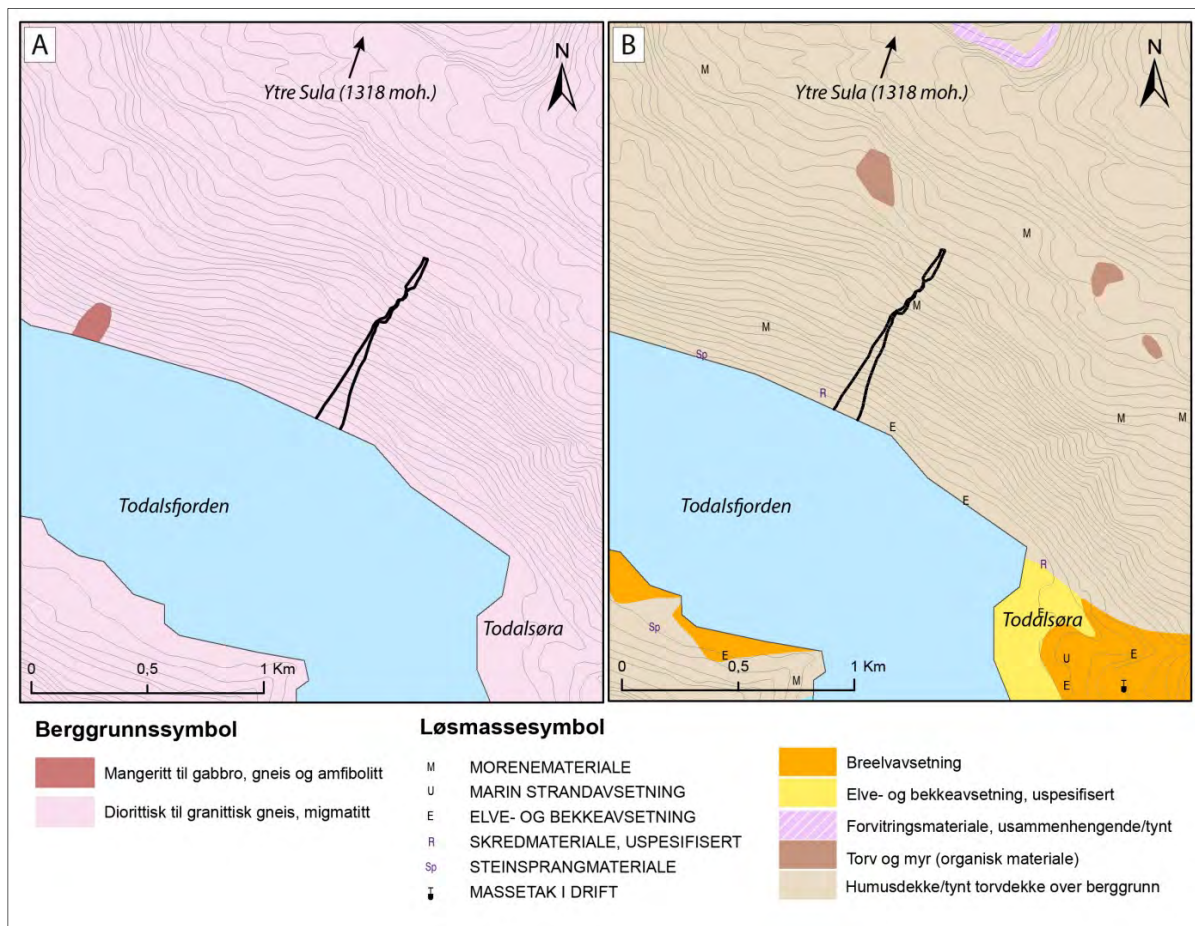 A
N
Ytre Sula (1318 moh.)
Todalsfjorden
Todalsøra
0 0,5 1 Km
B
N
Ytre Sula (1318 moh.)
M
M
M
M
Sp
R
E
M
M
E
R
Todalsfjorden
E
Todalsøra
Sp
E
U
E
E
M
0 0,5 1 Km
Berggrunnssymbol
Mangeritt til gabbro, gneis og amfibolitt
Diorittisk til granittisk gneis, migmatitt
Løsmassesymbol
M MORENEMATERIALE
U MARIN STRANDAVSETNING
E ELVE- OG BEKKEAVSETNING
R SKREDMATERIALE, USPESIFISERT
Sp STEINSPRANGMATERIALE
MASSETAK I DRIFT
Breelvavsetning
Elve- og bekkeavsetning, uspesifisert
Forvitringsmateriale, usammenhengende/tynt
Torv og myr (organisk materiale)
Humusdekke/tynt torvdekke over berggrunn